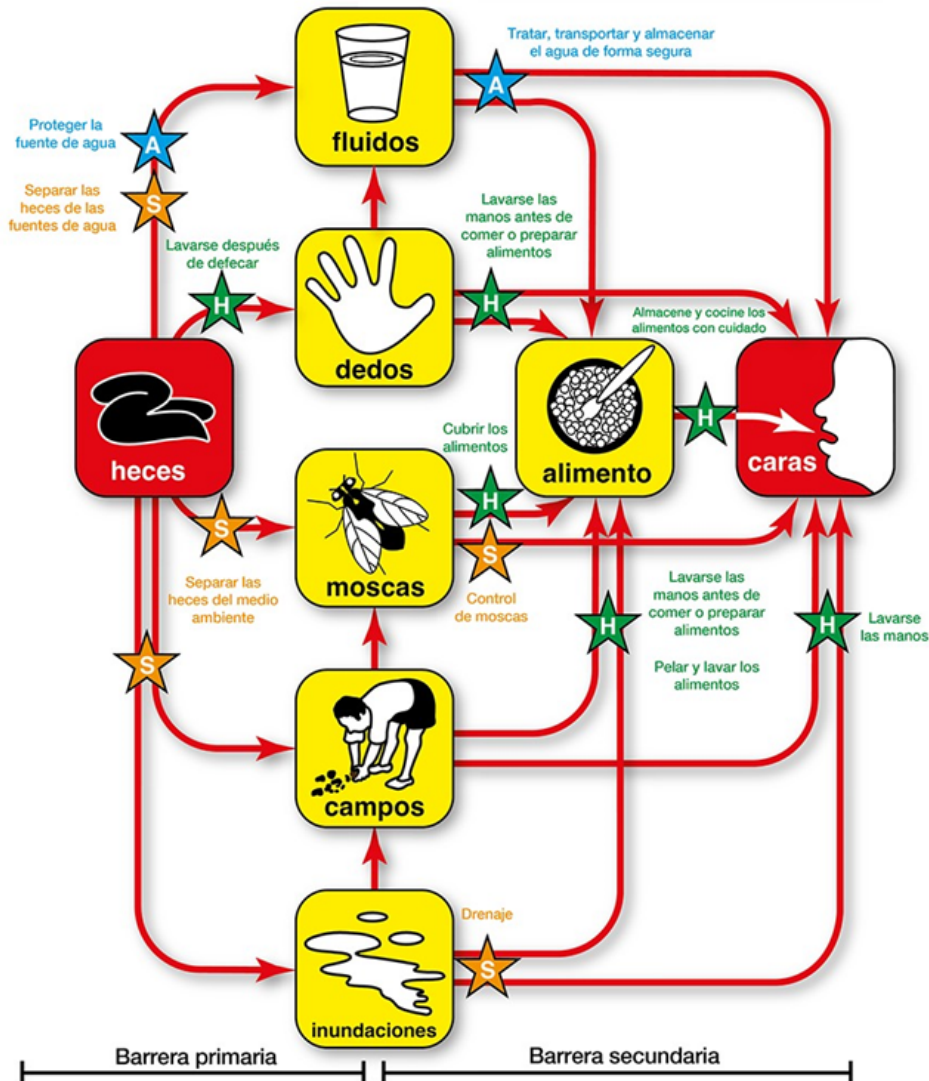 Tratar, transportar y almacenar
el agua de forma segura
A
fluidos
Proteger la
fuente de agua
A
Separar las
heces de las
fuentes de agua
S
Lavarse después
de defecar
H
Lavarse las
manos antes de
comer o preparar
alimentos
H
dedos
Almacene y cocine los
alimentos con cuidado
heces
alimento
H
caras
Cubrir los
alimentos
H
S
moscas
S
Separar las
heces del medio
ambiente
Control
de moscas
Lavarse las
manos antes de
comer o preparar
alimentos
Pelar y lavar los
alimentos
H
H
Lavarse
las manos
S
campos
Drenaje
S
inundaciones
Barrera primaria
Barrera secundaria